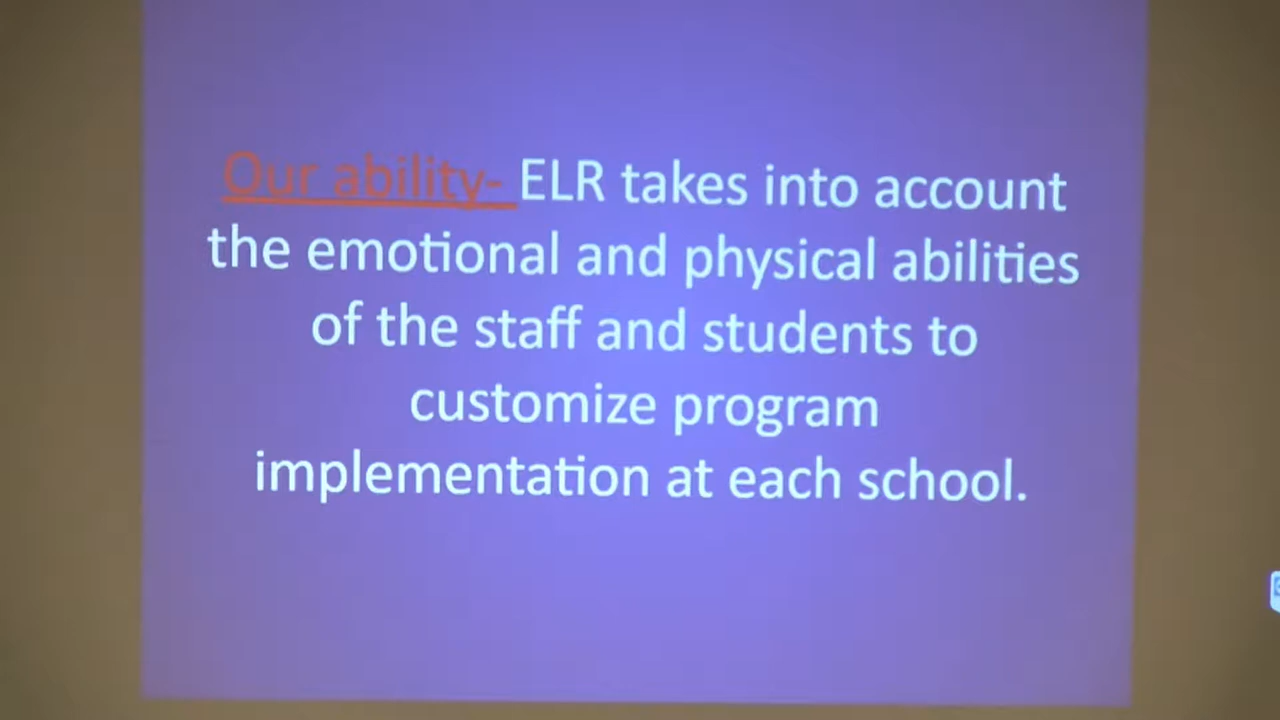 Our ability- ELR takes into account
the emotional and physical abilities
of the staff and students to
customize program
implementation at each school.